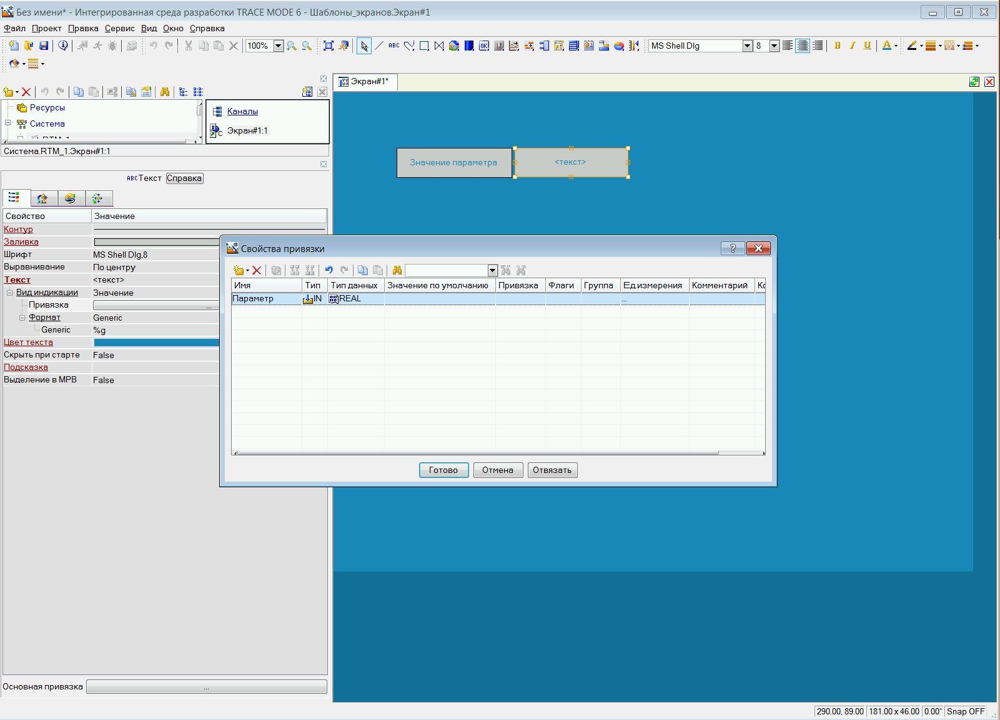 Без имени* - Интегрированная среда разработки TRACE MODE 6 - Шаблоны_экранов.Экран#1
Файл Проект Правка Сервис Вид Окно Справка
100% ABC OK MS Shell Dlg 8 B I U A
Экран#1*
Ресурсы
Система
RTM_1
Каналы
Экран#1:1
Система.RTM_1.Экран#1:1
ABC Текст Справка
Свойство Значение
Контур
Заливка
Шрифт MS Shell Dlg,8
Выравнивание По центру
Текст <текст>
Вид индикации Значение
Привязка ...
Формат Generic
Generic %g
Цвет текста
Скрыть при старте False
Подсказка
Выделение в МРВ False
Основная привязка ...
Значение параметра <текст>
Свойства привязки
Имя Тип Тип данных Значение по умолчанию Привязка Флаги Группа Ед.измерения Комментарий Кс
Параметр IN REAL ...
Готово Отмена Отвязать
290.00, 89.00 181.00 x 46.00 0.00° Snap OFF